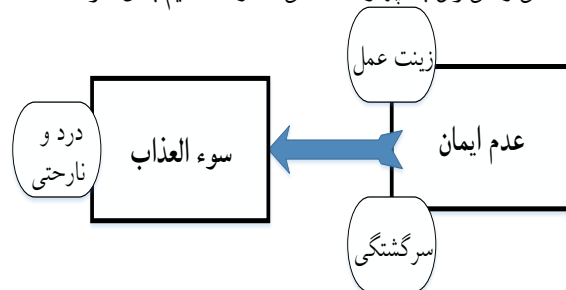 زینت عمل
عدم ایمان
سرگشتگی
سوء العذاب
درد و
نارحتی